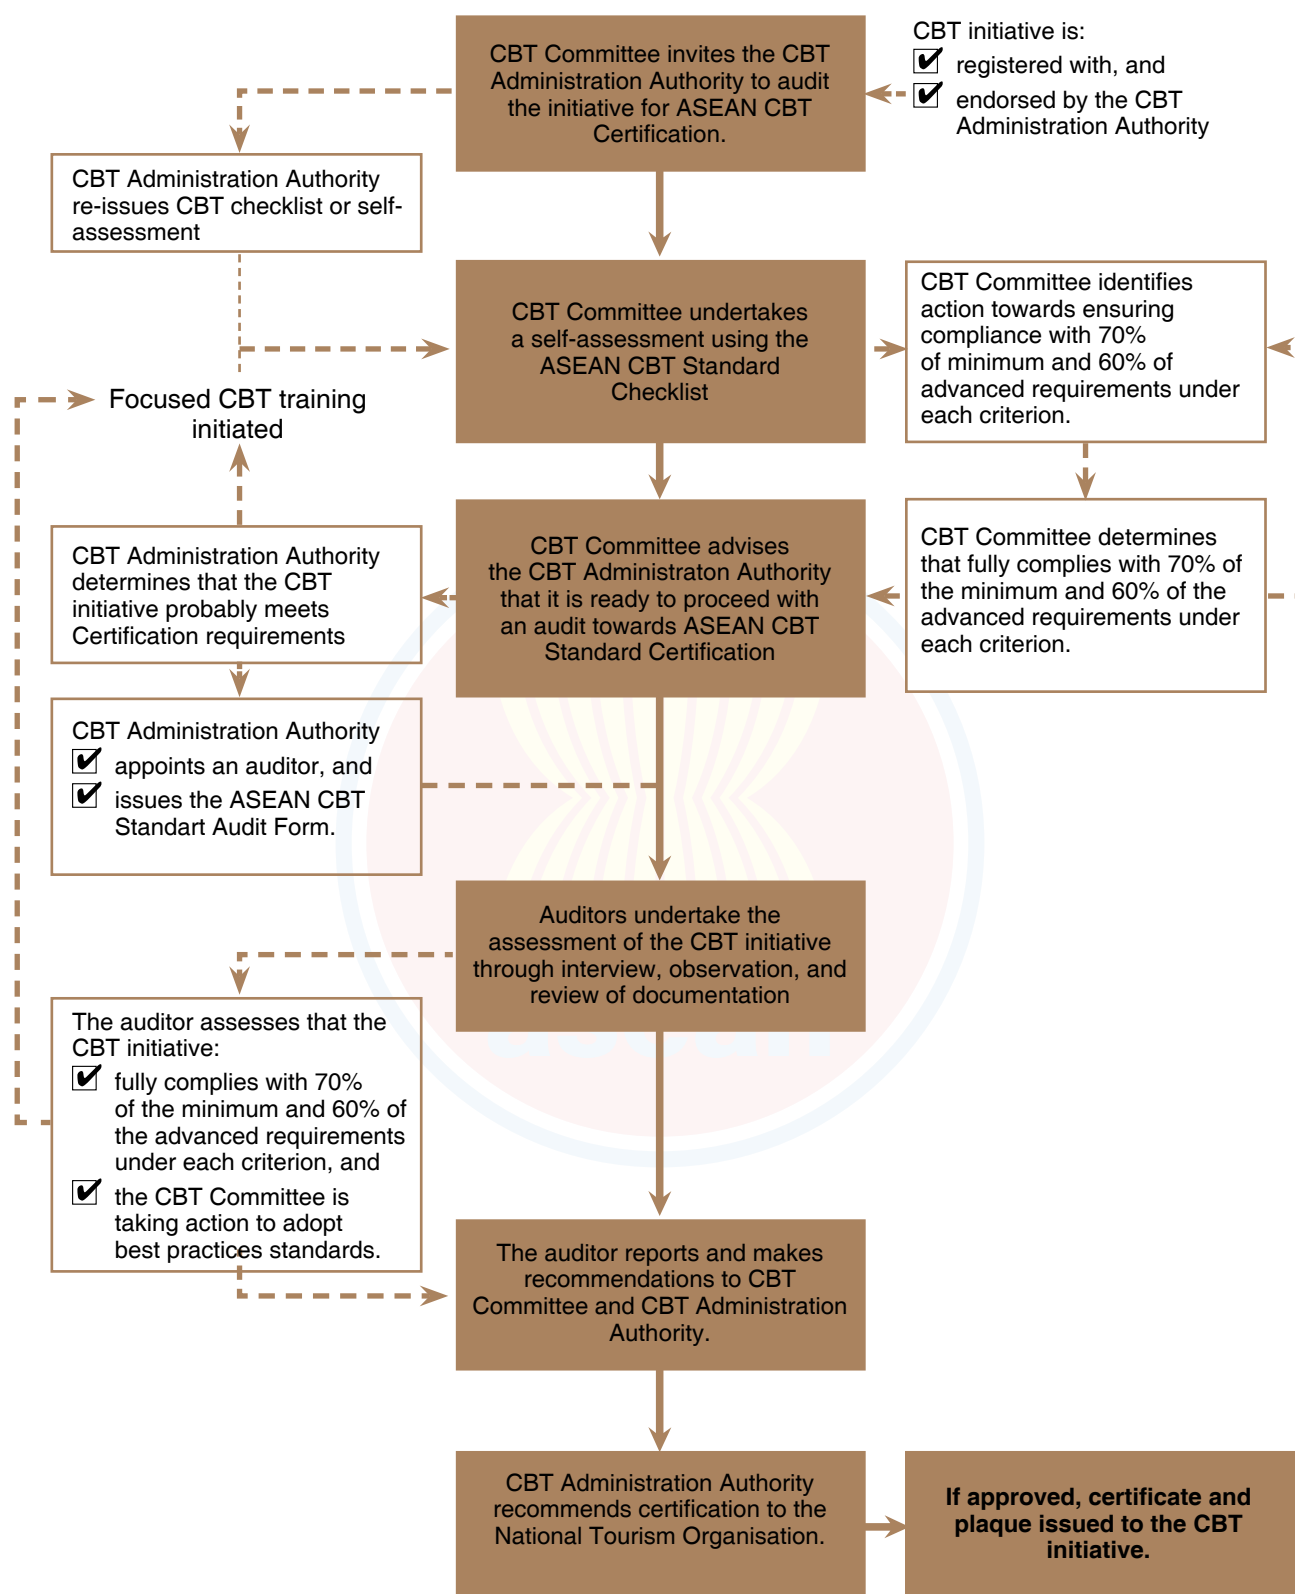 CBT Committee invites the CBT
Administration Authority to audit
the initiative for ASEAN CBT
Certification.
CBT initiative is:
registered with, and
endorsed by the CBT
Administration Authority
CBT Administration Authority
re-issues CBT checklist or self-
assessment
CBT Committee undertakes
a self-assessment using the
ASEAN CBT Standard
Checklist
CBT Committee identifies
action towards ensuring
compliance with 70%
of minimum and 60% of
advanced requirements under
each criterion.
Focused CBT training
initiated
CBT Administration Authority
determines that the CBT
initiative probably meets
Certification requirements
CBT Committee advises
the CBT Administraton Authority
that it is ready to proceed with
an audit towards ASEAN CBT
Standard Certification
CBT Committee determines
that fully complies with 70% of
the minimum and 60% of the
advanced requirements under
each criterion.
CBT Administration Authority
appoints an auditor, and
issues the ASEAN CBT
Standart Audit Form.
Auditors undertake the
assessment of the CBT initiative
through interview, observation, and
review of documentation
asean
The auditor assesses that the
CBT initiative:
fully complies with 70%
of the minimum and 60% of
the advanced requirements
under each criterion, and
the CBT Committee is
taking action to adopt
best practices standards.
The auditor reports and makes
recommendations to CBT
Committee and CBT Administration
Authority.
CBT Administration Authority
recommends certification to the
National Tourism Organisation.
If approved, certificate and
plaque issued to the CBT
initiative.